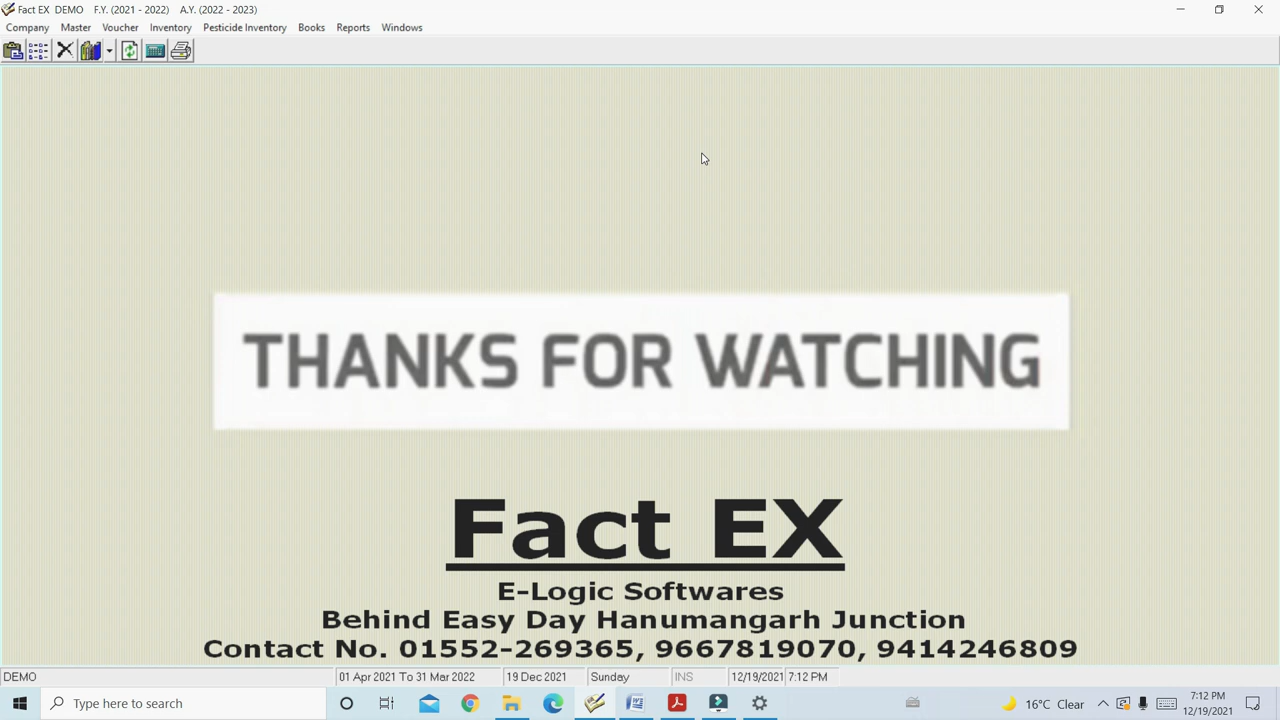 Fact EX DEMO F.Y. (2021 - 2022) A.Y. (2022 - 2023)
Company Master Voucher Inventory Pesticide Inventory Books Reports Windows
THANKS FOR WATCHING
Fact EX
E-Logic Softwares
Behind Easy Day Hanumangarh Junction
Contact No. 01552-269365, 9667819070, 9414246809
DEMO 01 Apr 2021 To 31 Mar 2022 19 Dec 2021 Sunday INS 12/19/2021 7:12 PM
Type here to search 16°C Clear 7:12 PM
12/19/2021